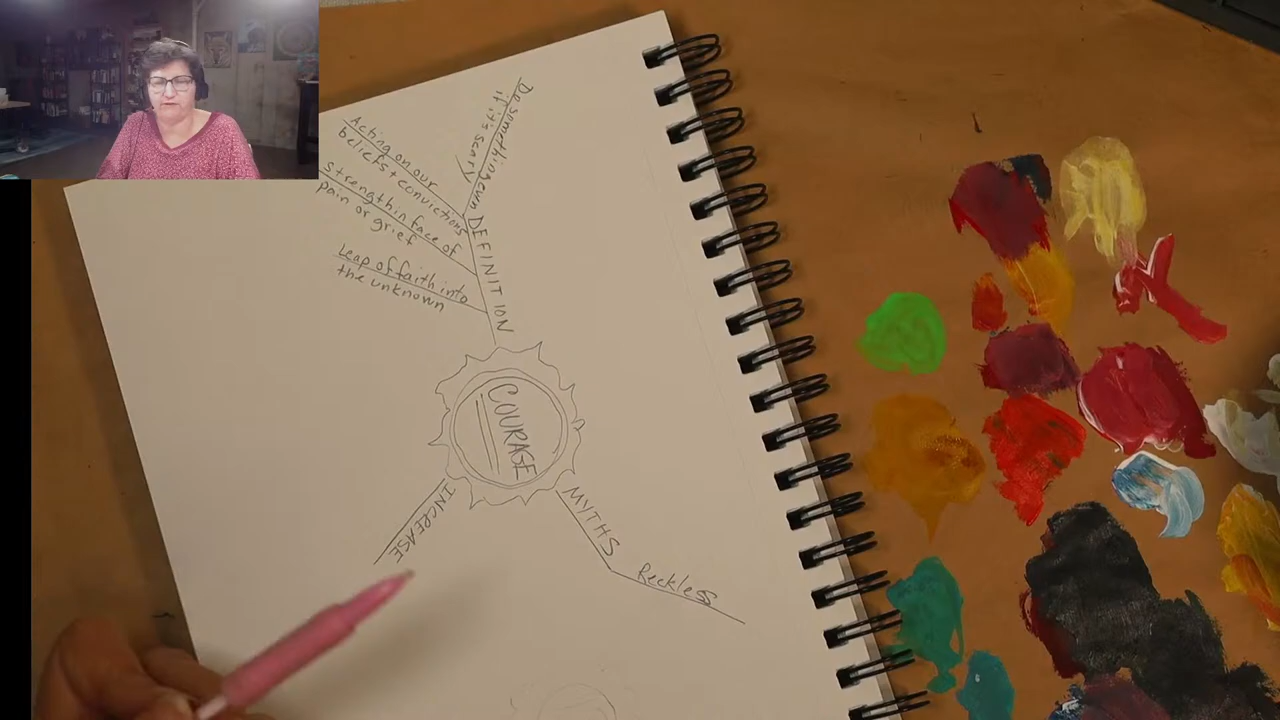 Do something even
if it's scary
Acting on our
beliefs + convictions
Strength in face of
pain or grief
Leap of faith into
the unknown
DEFINITION
COURAGE
INCREASE
MYTHS
Reckless